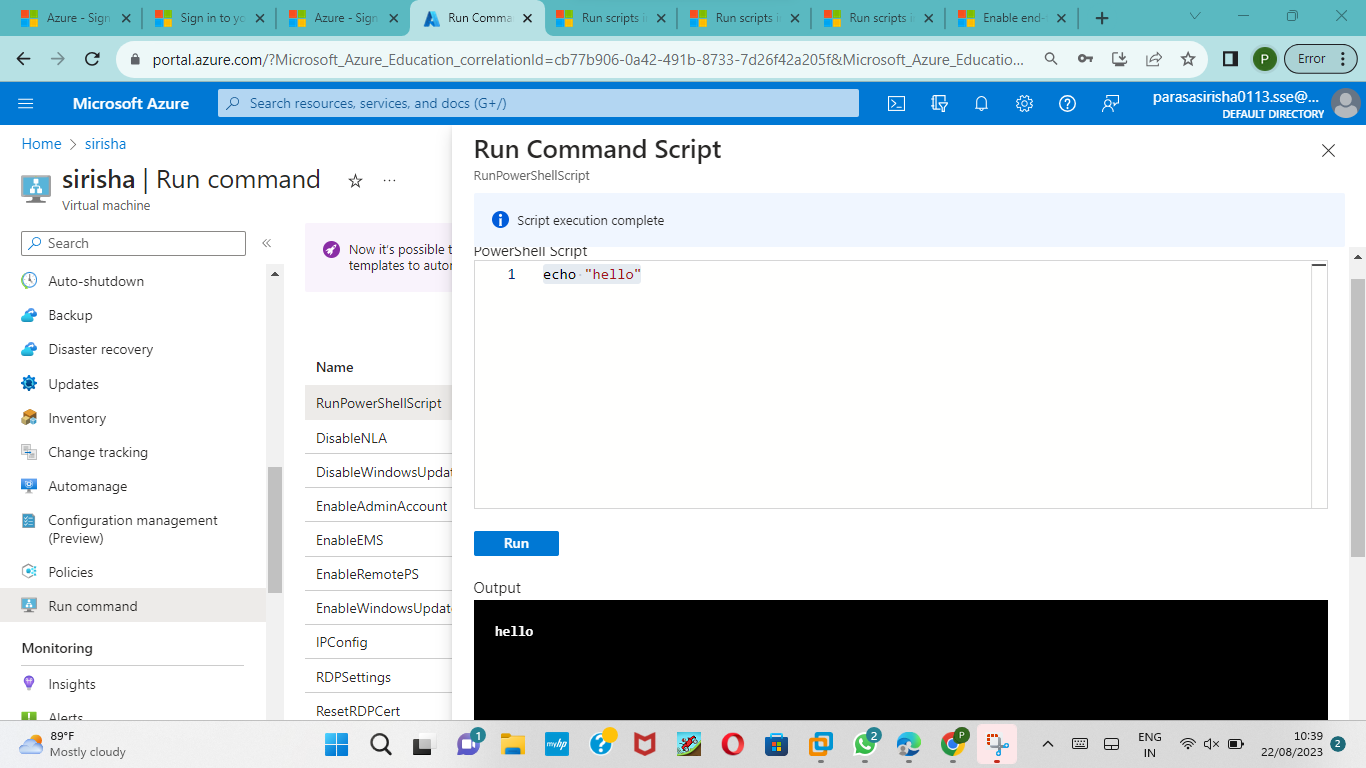 Azure - Sign
Sign in to yo
Azure - Sign
Run Comma
Run scripts i
Run scripts i
Run scripts i
Enable end-
portal.azure.com/?Microsoft_Azure_Education_correlationId=cb77b906-0a42-491b-8733-7d26f42a205f&Microsoft_Azure_Educatio...
P
Error
Microsoft Azure
Search resources, services, and docs (G+/)
parasasirisha0113.sse@...
DEFAULT DIRECTORY
Home > sirisha
sirisha | Run command
Virtual machine
Search
Auto-shutdown
Backup
Disaster recovery
Updates
Inventory
Change tracking
Automanage
Configuration management
(Preview)
Policies
Run command
Monitoring
Insights
Alerts
Now it's possible t
templates to autor
Name
RunPowerShellScript
DisableNLA
DisableWindowsUpdat
EnableAdminAccount
EnableEMS
EnableRemotePS
EnableWindowsUpdate
IPConfig
RDPSettings
ResetRDPCert
Run Command Script
RunPowerShellScript
Script execution complete
PowerShell Script
1 echo "hello"
Run
Output
hello
89°F
Mostly cloudy
1
myhp
2
P
ENG
IN
10:39
22/08/2023
2